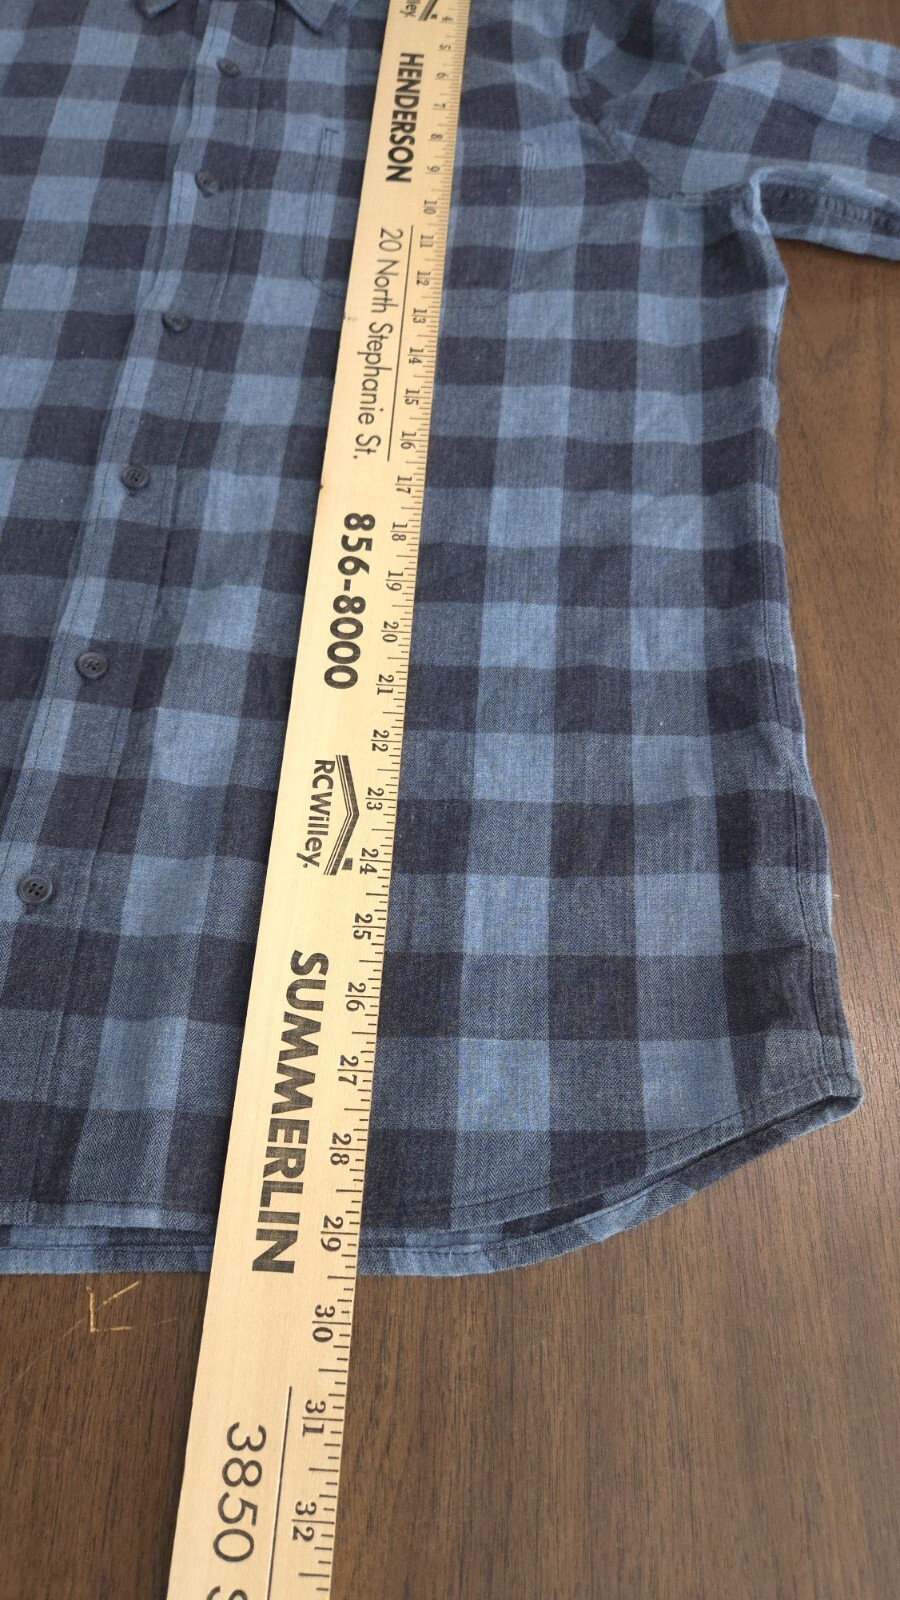 ley.
HENDERSON
20 North Stephanie St.
856-8000
RCWilley.
SUMMERLIN
3850 S
4 5 6 7 8 9 10 11 12 13 14 15 16 17 18 19 20 21 22 23 24 25 26 27 28 29 30 31 32